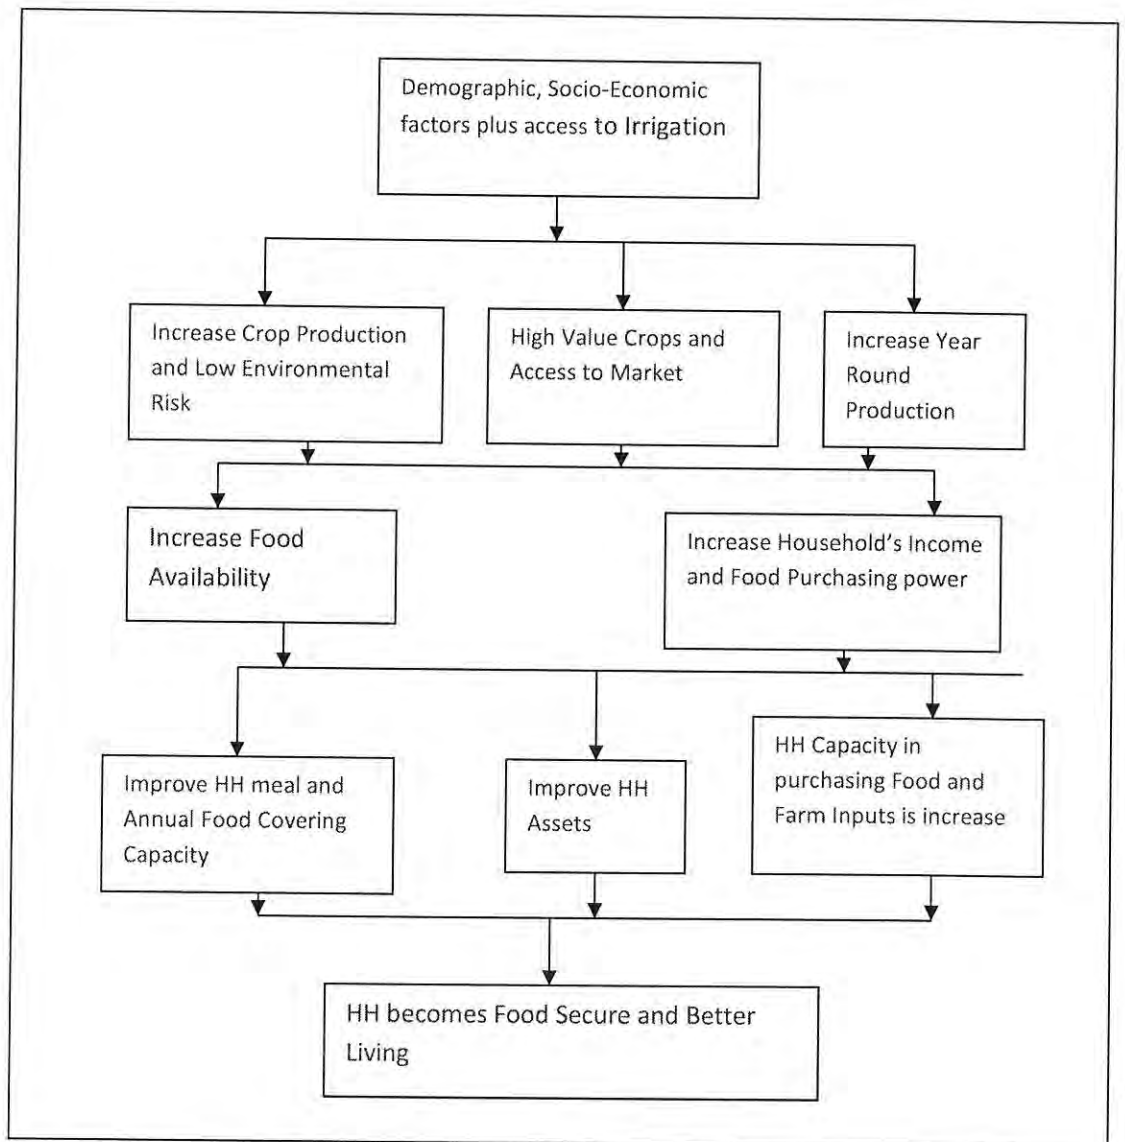 Demographic, Socio-Economic
factors plus access to Irrigation
Increase Crop Production
and Low Environmental
Risk
High Value Crops and
Access to Market
Increase Year
Round
Production
Increase Food
Availability
Increase Household's Income
and Food Purchasing power
Improve HH meal and
Annual Food Covering
Capacity
Improve HH
Assets
HH Capacity in
purchasing Food and
Farm Inputs is increase
HH becomes Food Secure and Better
Living